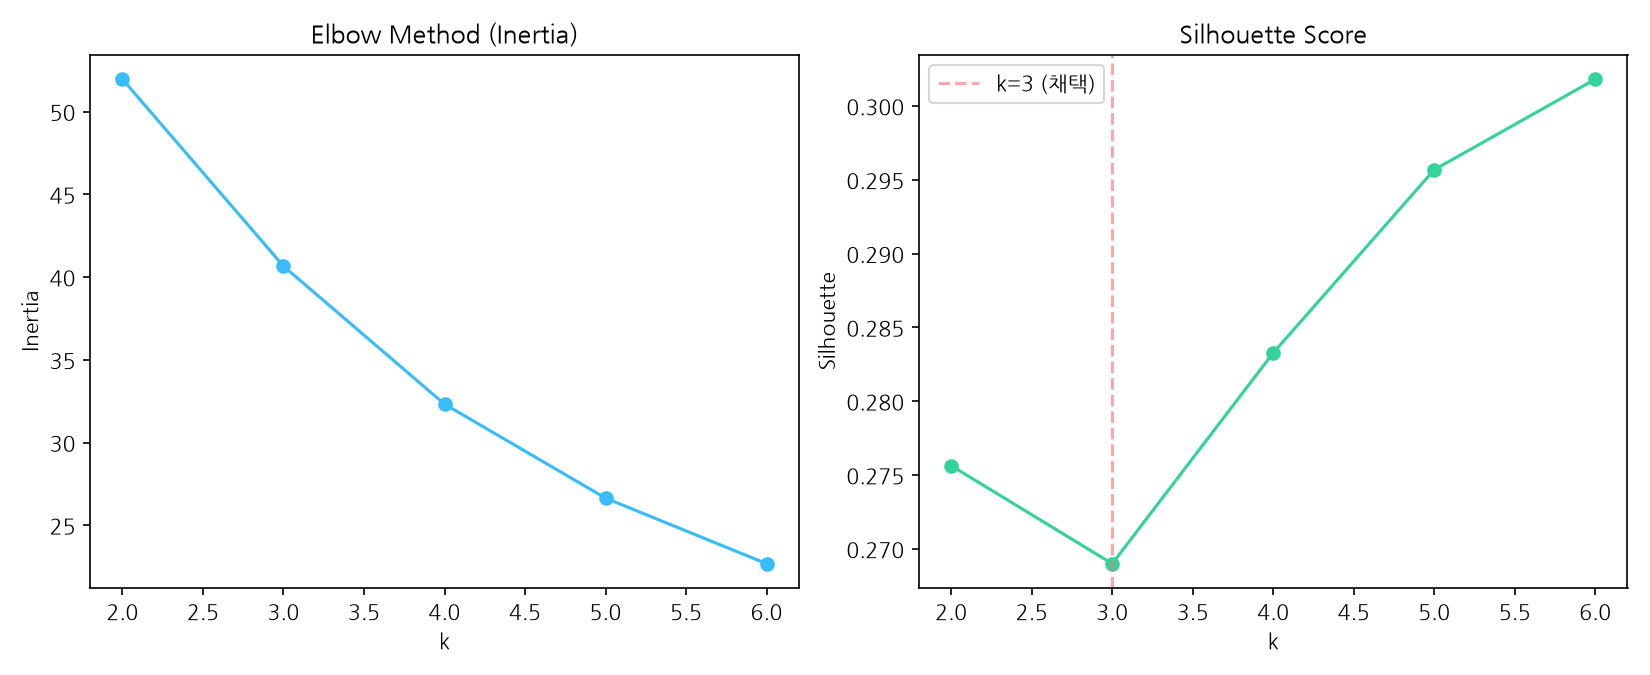 Elbow Method (Inertia)
Inertia
50
45
40
35
30
25
2.0 2.5 3.0 3.5 4.0 4.5 5.0 5.5 6.0
k
Silhouette Score
k=3 (채택)
Silhouette
0.300
0.295
0.290
0.285
0.280
0.275
0.270
2.0 2.5 3.0 3.5 4.0 4.5 5.0 5.5 6.0
k